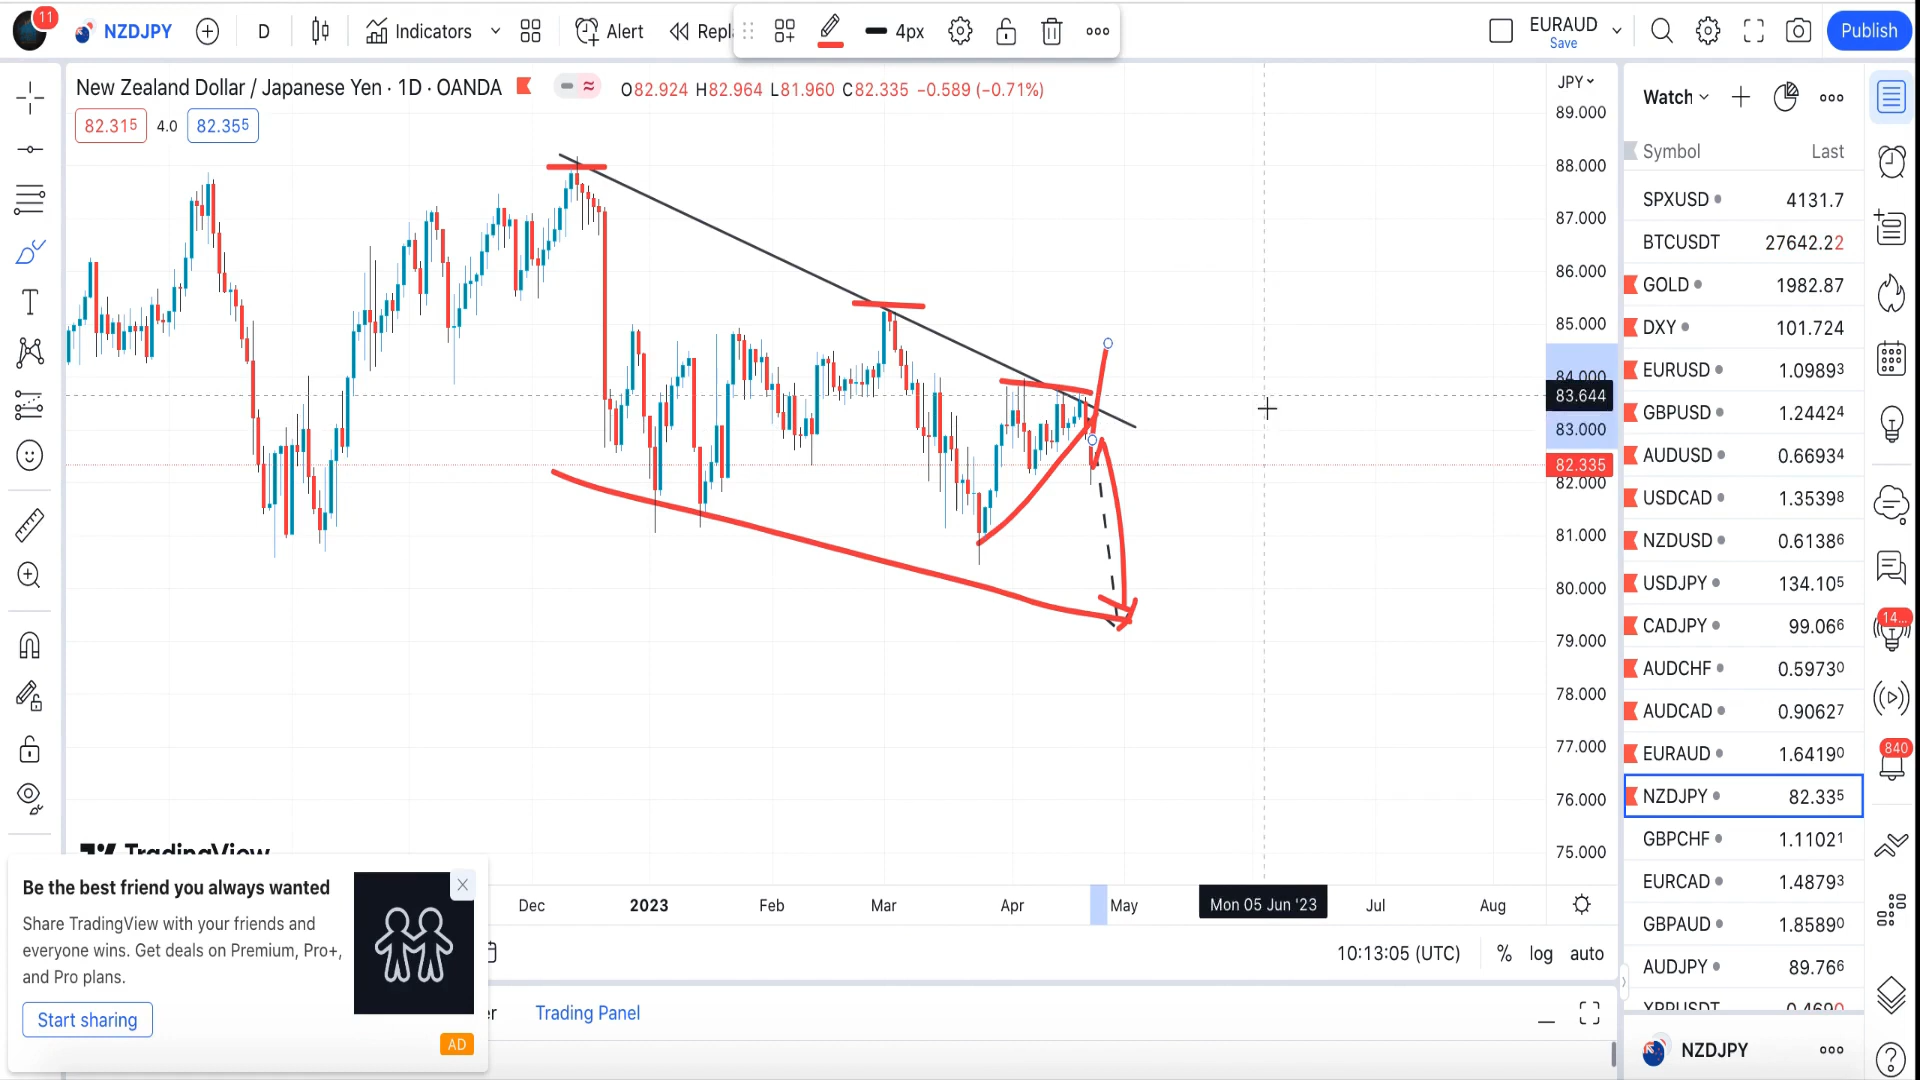 11
NZDJPY
D
Indicators
Alert
Repl
4px
EURAUD
Save
Publish
New Zealand Dollar / Japanese Yen · 1D · OANDA
O82.924 H82.964 L81.960 C82.335 −0.589 (−0.71%)
82.315
4.0
82.355
JPY
89.000
88.000
87.000
86.000
85.000
84.000
83.644
83.000
82.335
82.000
81.000
80.000
79.000
78.000
77.000
76.000
75.000
Watch
Symbol Last
SPXUSD 4131.7
BTCUSDT 27642.22
GOLD 1982.87
DXY 101.724
EURUSD 1.09893
GBPUSD 1.24424
AUDUSD 0.66934
USDCAD 1.35398
NZDUSD 0.61386
USDJPY 134.105
CADJPY 99.066
AUDCHF 0.59730
AUDCAD 0.90627
EURAUD 1.64190
NZDJPY 82.335
GBPCHF 1.11021
EURCAD 1.48793
GBPAUD 1.85890
AUDJPY 89.766
XRPUSDT 0.4690
NZDJPY
14...
840
TradingView
Be the best friend you always wanted
Share TradingView with your friends and
everyone wins. Get deals on Premium, Pro+,
and Pro plans.
Start sharing
AD
Dec 2023 Feb Mar Apr May Mon 05 Jun '23 Jul Aug
10:13:05 (UTC) % log auto
er Trading Panel